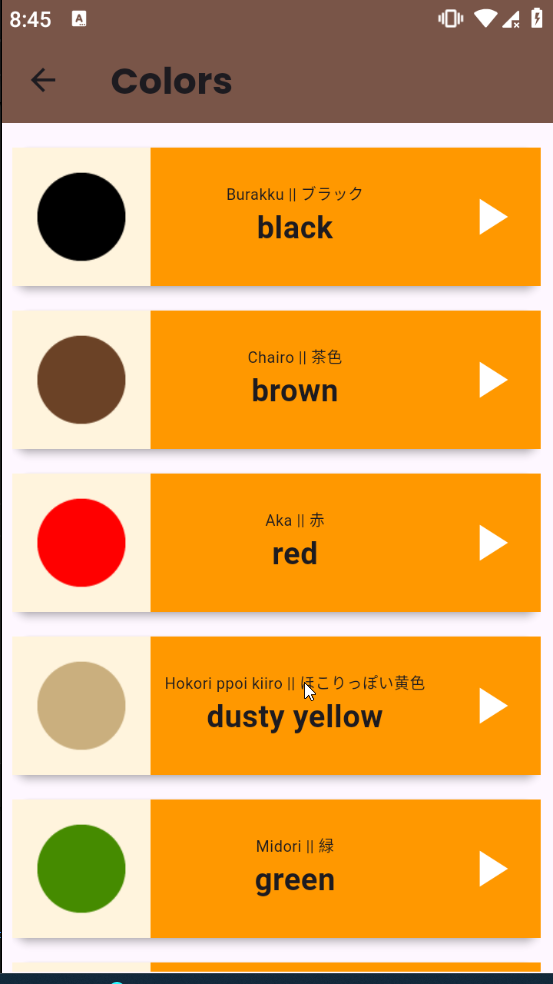 8:45 A
Colors
Burakku || ブラック
black
Chairo || 茶色
brown
Aka || 赤
red
Hokori ppoi kiiro || ほこりっぽい黄色
dusty yellow
Midori || 緑
green